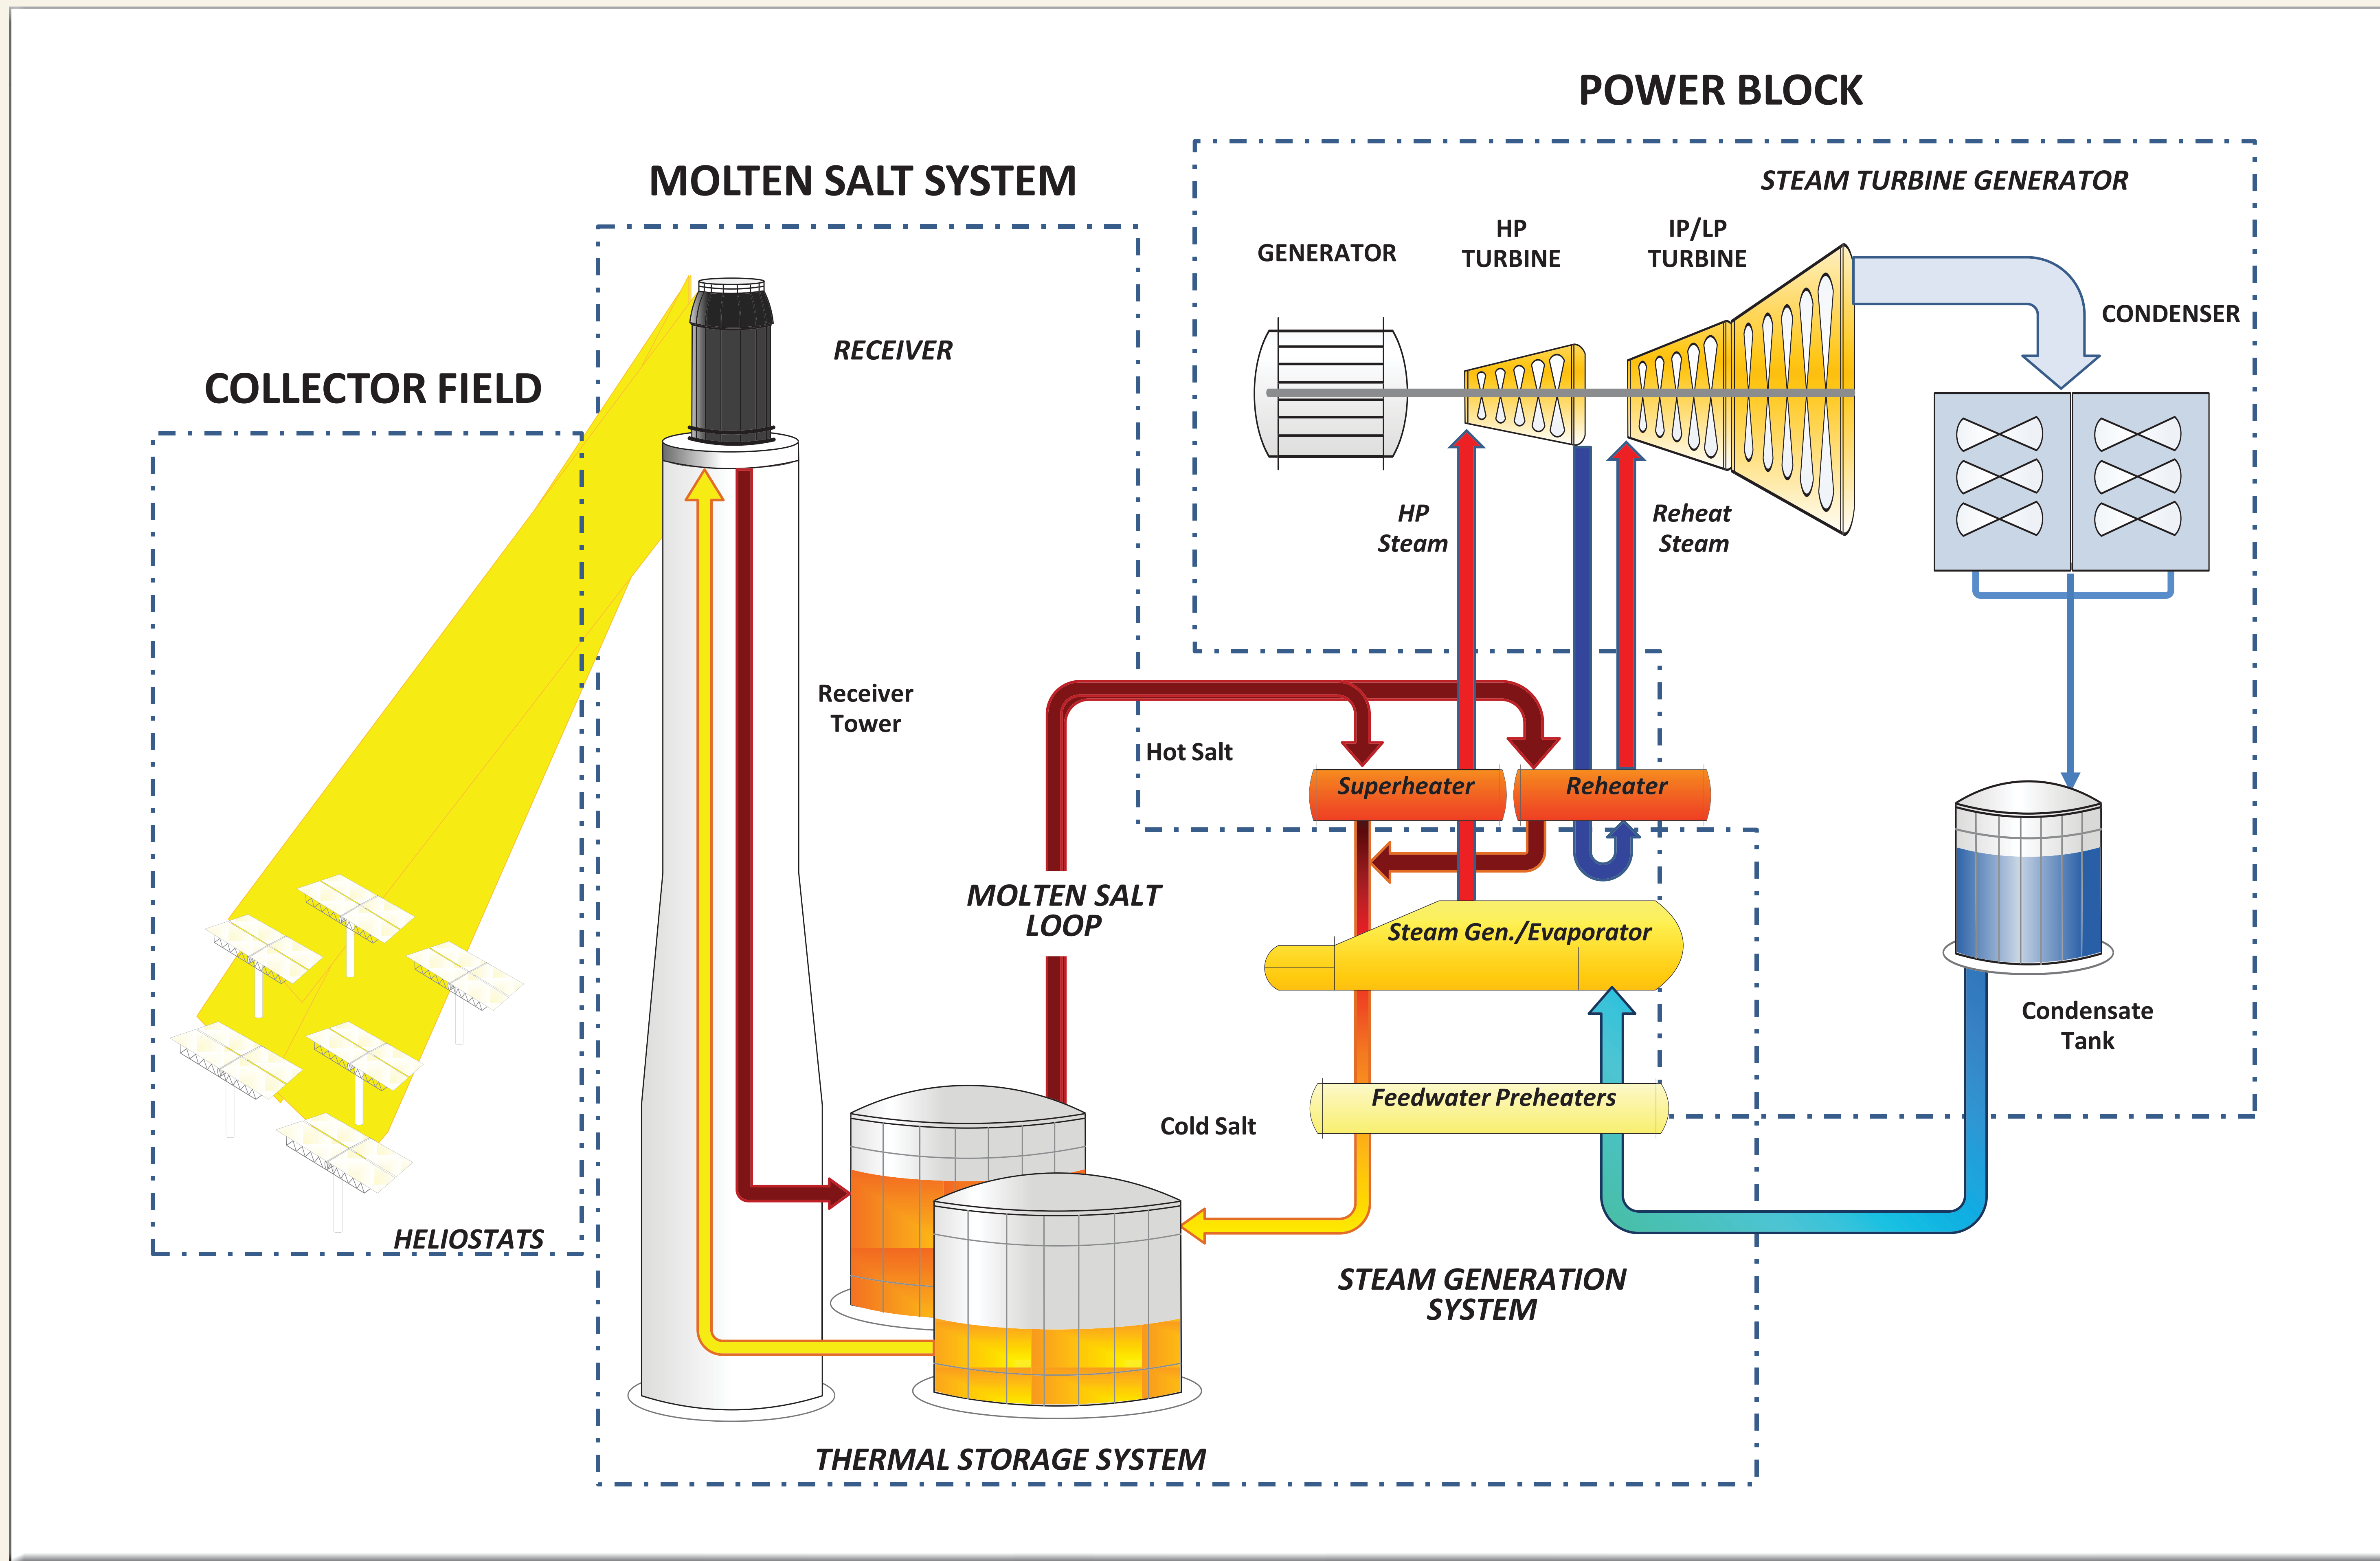 POWER BLOCK
MOLTEN SALT SYSTEM
STEAM TURBINE GENERATOR
HP
TURBINE
IP/LP
TURBINE
GENERATOR
CONDENSER
RECEIVER
COLLECTOR FIELD
HP
Steam
Reheat
Steam
Receiver
Tower
Hot Salt
Superheater
Reheater
MOLTEN SALT
LOOP
Steam Gen./Evaporator
Condensate
Tank
Feedwater Preheaters
Cold Salt
HELIOSTATS
STEAM GENERATION
SYSTEM
THERMAL STORAGE SYSTEM